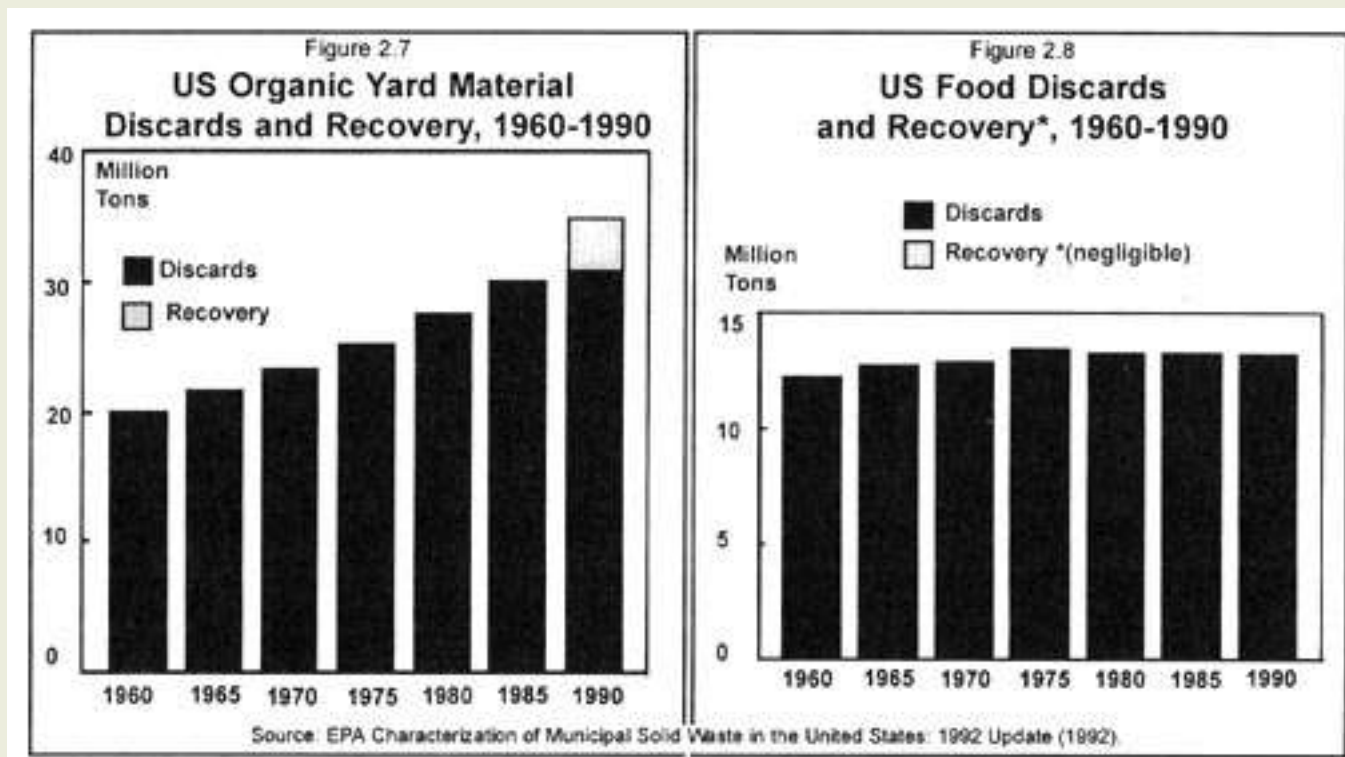 Figure 2.7
US Organic Yard Material
Discards and Recovery, 1960-1990
40
Million
Tons
Discards
30
Recovery
20
10
0
1960 1965 1970 1975 1980 1985 1990
Figure 2.8
US Food Discards
and Recovery*, 1960-1990
Discards
Recovery *(negligible)
Million
Tons
15
10
5
0
1960 1965 1970 1975 1980 1985 1990
Source: EPA Characterization of Municipal Solid Waste in the United States: 1992 Update (1992).